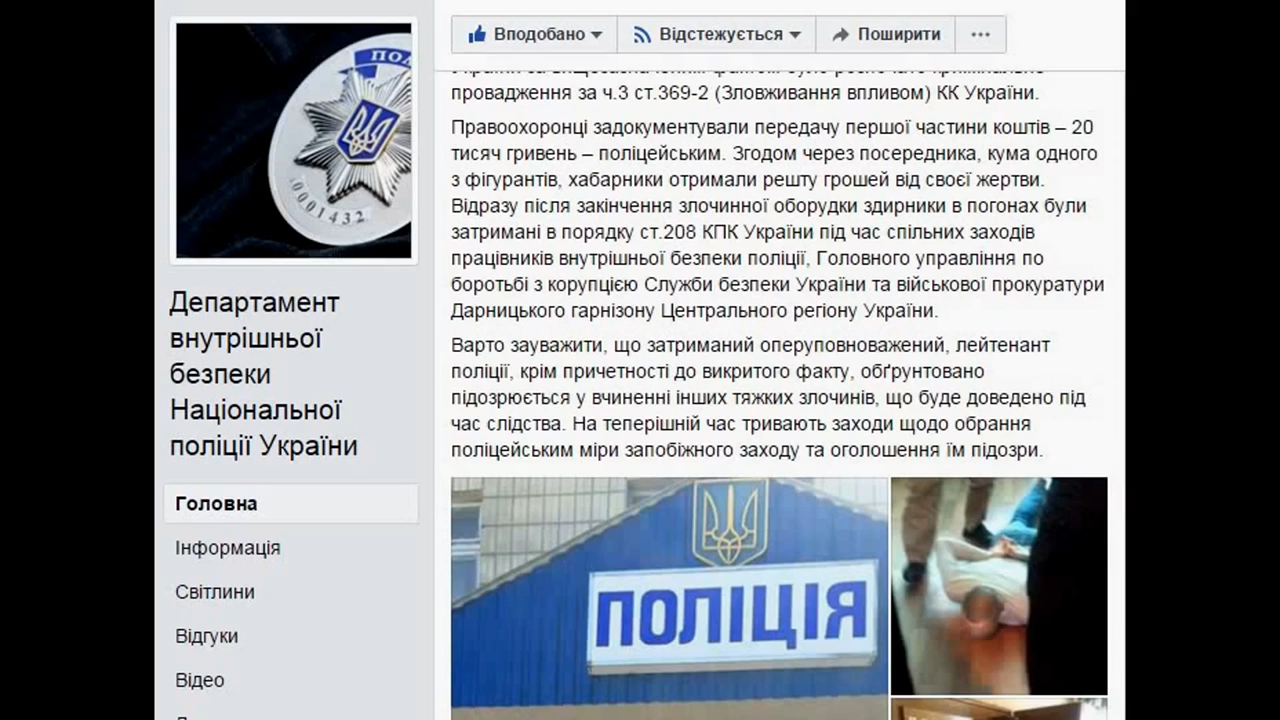 Вподобано
Відстежується
Поширити
провадження за ч.3 ст.369-2 (Зловживання впливом) КК України.
Правоохоронці задокументували передачу першої частини коштів – 20
тисяч гривень – поліцейським. Згодом через посередника, кума одного
з фігурантів, хабарники отримали решту грошей від своєї жертви.
Відразу після закінчення злочинної оборудки здирники в погонах були
затримані в порядку ст.208 КПК України під час спільних заходів
працівників внутрішньої безпеки поліції, Головного управління по
боротьбі з корупцією Служби безпеки України та військової прокуратури
Дарницького гарнізону Центрального регіону України.
Варто зауважити, що затриманий оперуповноважений, лейтенант
поліції, крім причетності до викритого факту, обґрунтовано
підозрюється у вчиненні інших тяжких злочинів, що буде доведено під
час слідства. На теперішній час тривають заходи щодо обрання
поліцейським міри запобіжного заходу та оголошення їм підозри.
ПОЛІЦІЯ
ПОЛ
0001432
Департамент
внутрішньої
безпеки
Національної
поліції України
Головна
Інформація
Світлини
Відгуки
Відео